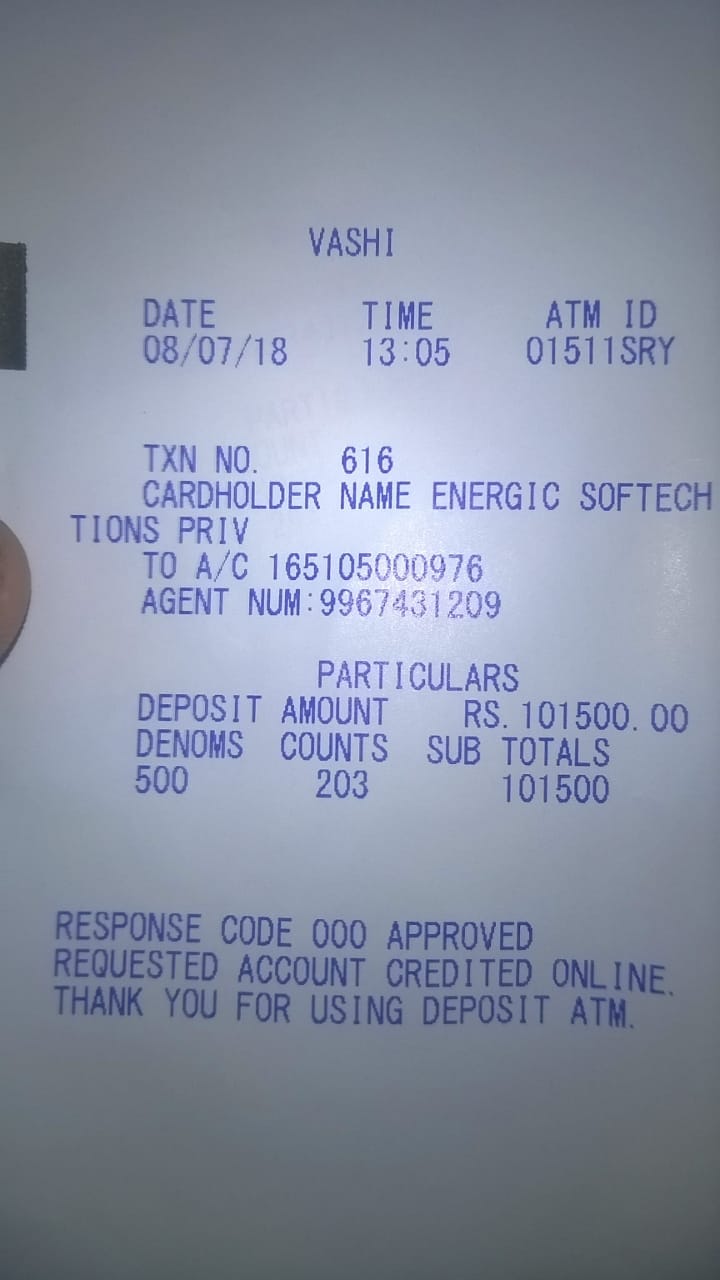 VASHI
DATE TIME ATM ID
08/07/18 13:05 01511SRY
TXN NO. 616
CARDHOLDER NAME ENERGIC SOFTECH
TIONS PRIV
TO A/C 165105000976
AGENT NUM:9967431209
PARTICULARS
DEPOSIT AMOUNT RS. 101500.00
DENOMS COUNTS SUB TOTALS
500 203 101500
RESPONSE CODE 000 APPROVED
REQUESTED ACCOUNT CREDITED ONLINE.
THANK YOU FOR USING DEPOSIT ATM.